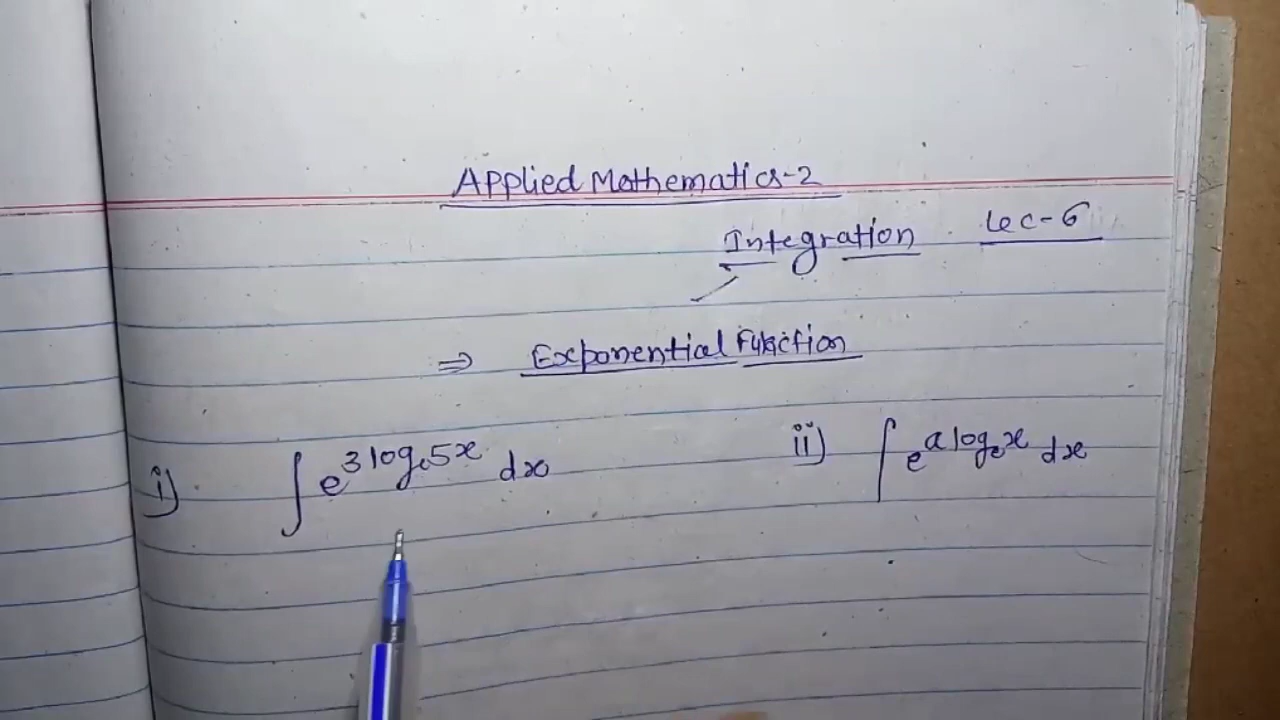 Applied Mathematics-2
Integration Lec-6
⇒ Exponential Function
i) ∫ e^{3 log_e 5x} dx ii) ∫ e^{a log_e x} dx